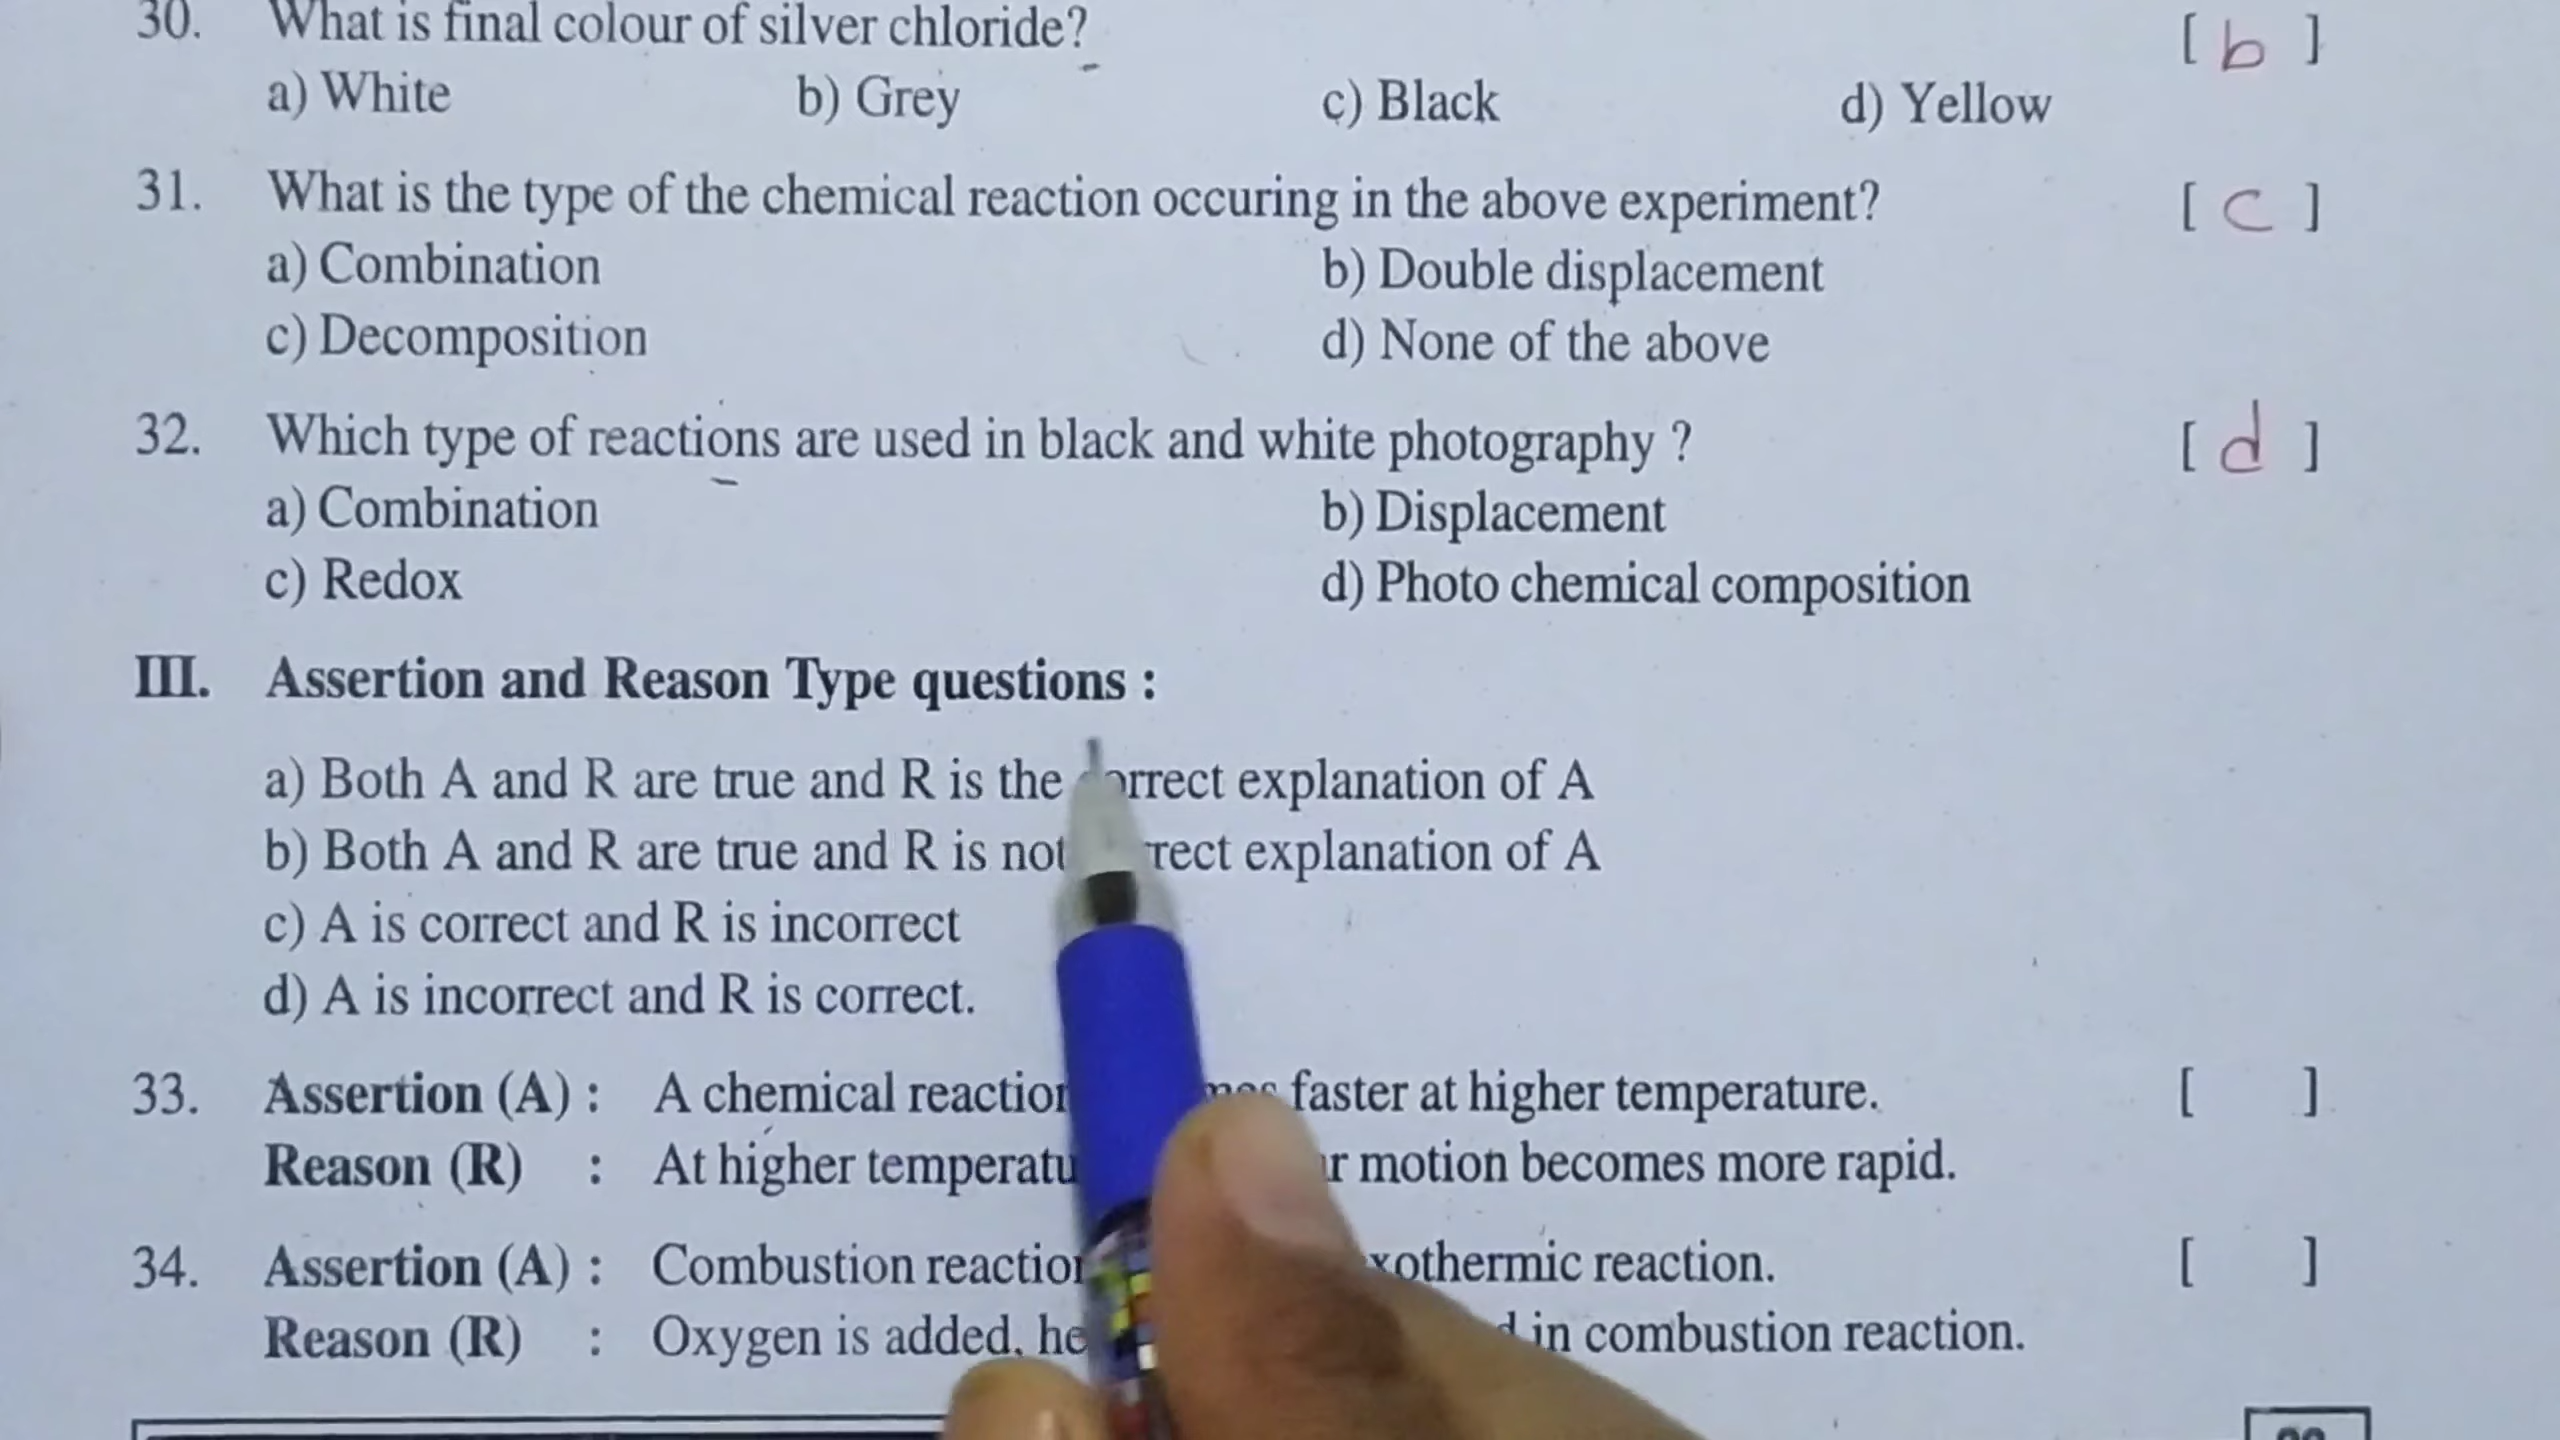 30. What is final colour of silver chloride? [ b ]
a) White b) Grey c) Black d) Yellow
31. What is the type of the chemical reaction occuring in the above experiment? [ c ]
a) Combination b) Double displacement
c) Decomposition d) None of the above
32. Which type of reactions are used in black and white photography ? [ d ]
a) Combination b) Displacement
c) Redox d) Photo chemical composition
III. Assertion and Reason Type questions :
a) Both A and R are true and R is the explanation of A
b) Both A and R are true and R is not explanation of A
c) A is correct and R is incorrect
d) A is incorrect and R is correct.
33. Assertion (A) : A chemical faster at higher temperature. [ ]
Reason (R) : At higher motion becomes more rapid.
34. Assertion (A) : Combustion reaction. [ ]
Reason (R) : Oxygen is added, in combustion reaction.